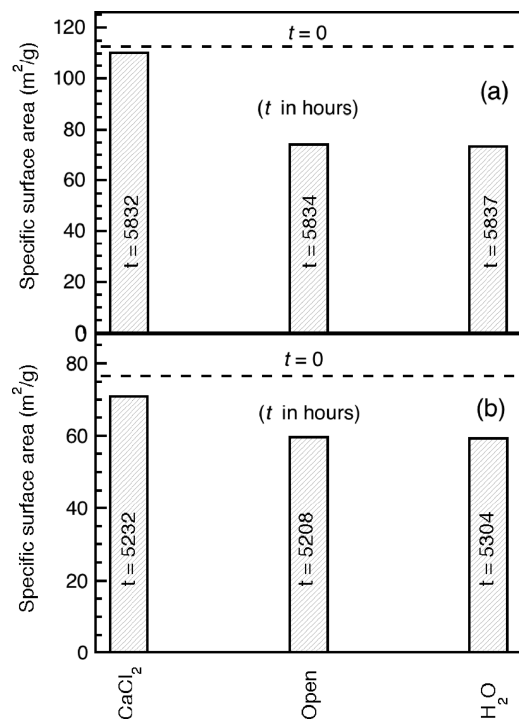 120
100
80
60
40
20
0
Specific surface area (m²/g)
t = 0
(a)
(t in hours)
t = 5832
t = 5834
t = 5837
80
60
40
20
0
Specific surface area (m²/g)
t = 0
(b)
(t in hours)
t = 5232
t = 5208
t = 5304
CaCl₂
Open
H₂O